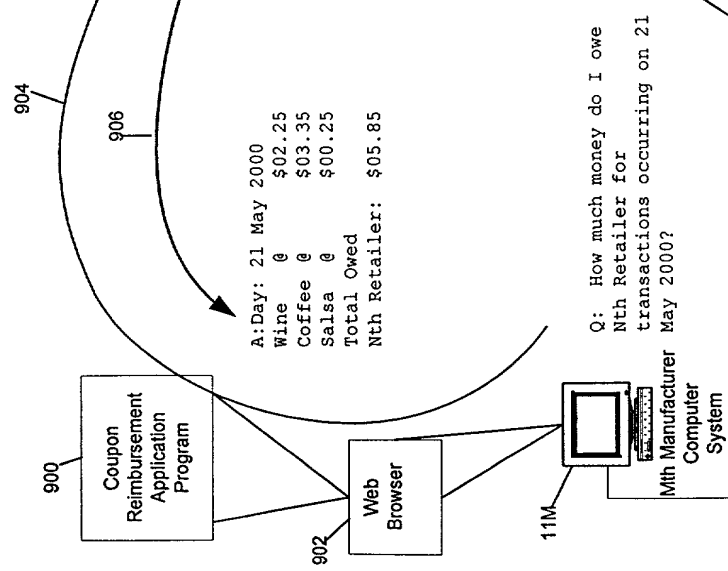 904
906
900
Coupon
Reimbursement
Application
Program
A:Day: 21 May 2000
Wine @ $02.25
Coffee @ $03.35
Salsa @ $00.25
Total Owed
Nth Retailer: $05.85
902
Web
Browser
Q: How much money do I owe
Nth Retailer for
transactions occurring on 21
May 2000?
11M
Mth Manufacturer
Computer
System